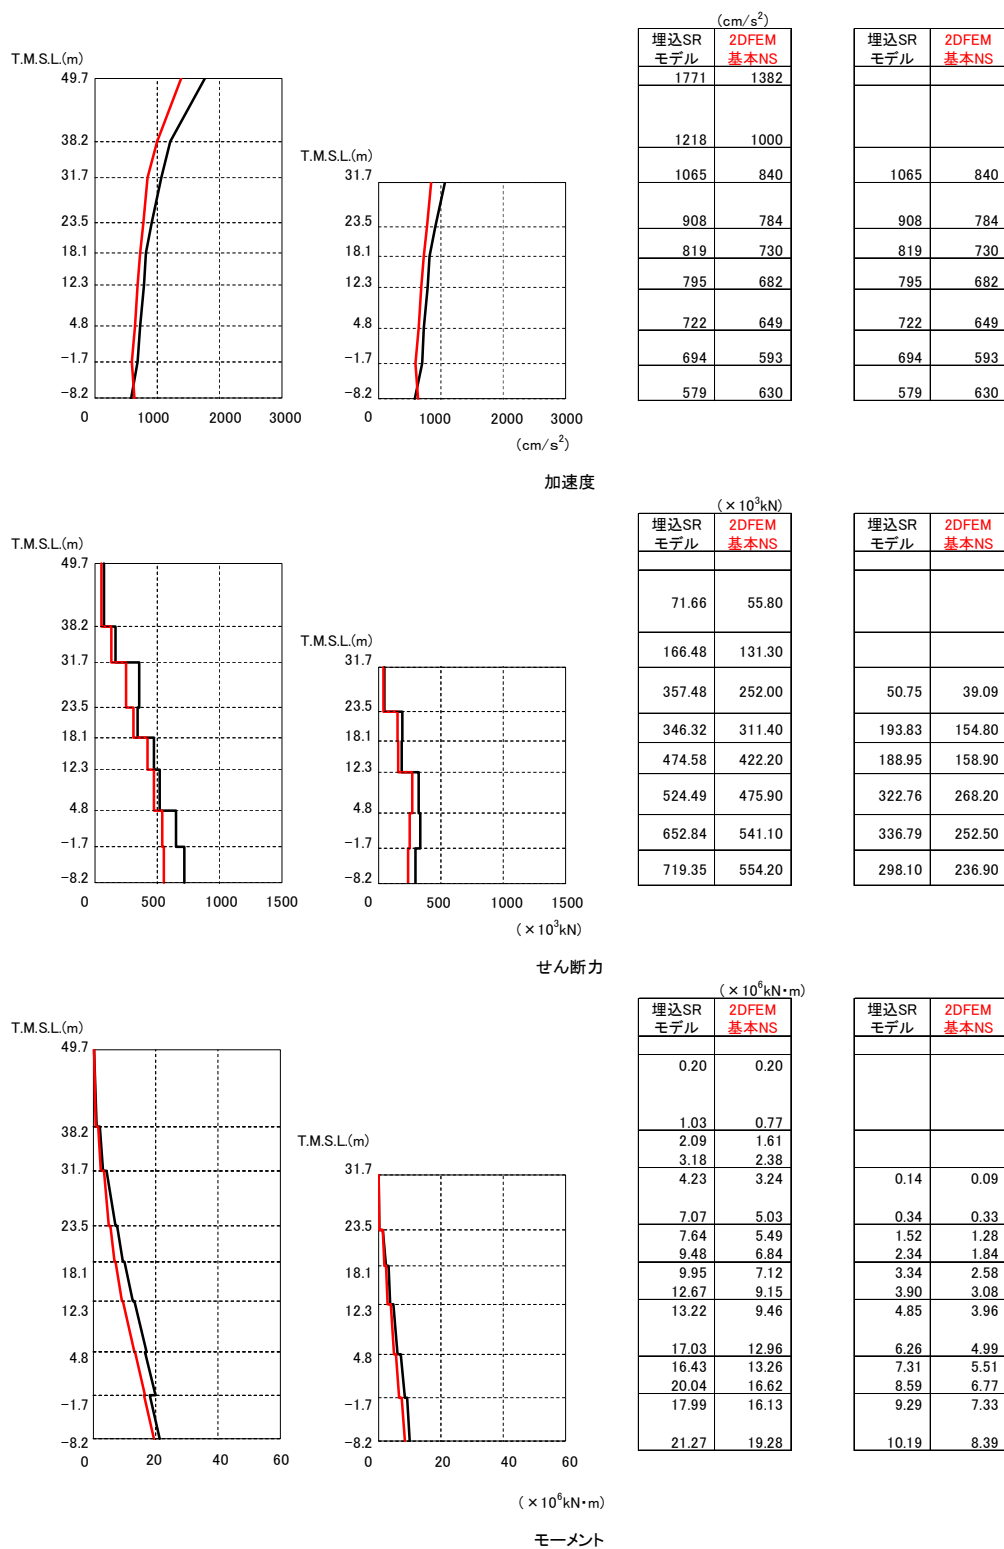 (cm/s²)
埋込SR 2DFEM 埋込SR 2DFEM
モデル 基本NS モデル 基本NS
1771 1382
1218 1000
1065 840 1065 840
908 784 908 784
819 730 819 730
795 682 795 682
722 649 722 649
694 593 694 593
579 630 579 630
T.M.S.L.(m)
49.7
38.2
31.7
23.5
18.1
12.3
4.8
−1.7
−8.2
0 1000 2000 3000
T.M.S.L.(m)
31.7
23.5
18.1
12.3
4.8
−1.7
−8.2
0 1000 2000 3000
(cm/s²)
加速度
(×10³kN)
埋込SR 2DFEM 埋込SR 2DFEM
モデル 基本NS モデル 基本NS
71.66 55.80
166.48 131.30
357.48 252.00 50.75 39.09
346.32 311.40 193.83 154.80
474.58 422.20 188.95 158.90
524.49 475.90 322.76 268.20
652.84 541.10 336.79 252.50
719.35 554.20 298.10 236.90
T.M.S.L.(m)
49.7
38.2
31.7
23.5
18.1
12.3
4.8
−1.7
−8.2
0 500 1000 1500
T.M.S.L.(m)
31.7
23.5
18.1
12.3
4.8
−1.7
−8.2
0 500 1000 1500
(×10³kN)
せん断力
(×10⁶kN・m)
埋込SR 2DFEM 埋込SR 2DFEM
モデル 基本NS モデル 基本NS
0.20 0.20
1.03 0.77
2.09 1.61
3.18 2.38
4.23 3.24 0.14 0.09
7.07 5.03 0.34 0.33
7.64 5.49 1.52 1.28
9.48 6.84 2.34 1.84
9.95 7.12 3.34 2.58
12.67 9.15 3.90 3.08
13.22 9.46 4.85 3.96
17.03 12.96 6.26 4.99
16.43 13.26 7.31 5.51
20.04 16.62 8.59 6.77
17.99 16.13 9.29 7.33
21.27 19.28 10.19 8.39
T.M.S.L.(m)
49.7
38.2
31.7
23.5
18.1
12.3
4.8
−1.7
−8.2
0 20 40 60
T.M.S.L.(m)
31.7
23.5
18.1
12.3
4.8
−1.7
−8.2
0 20 40 60
(×10⁶kN・m)
モーメント